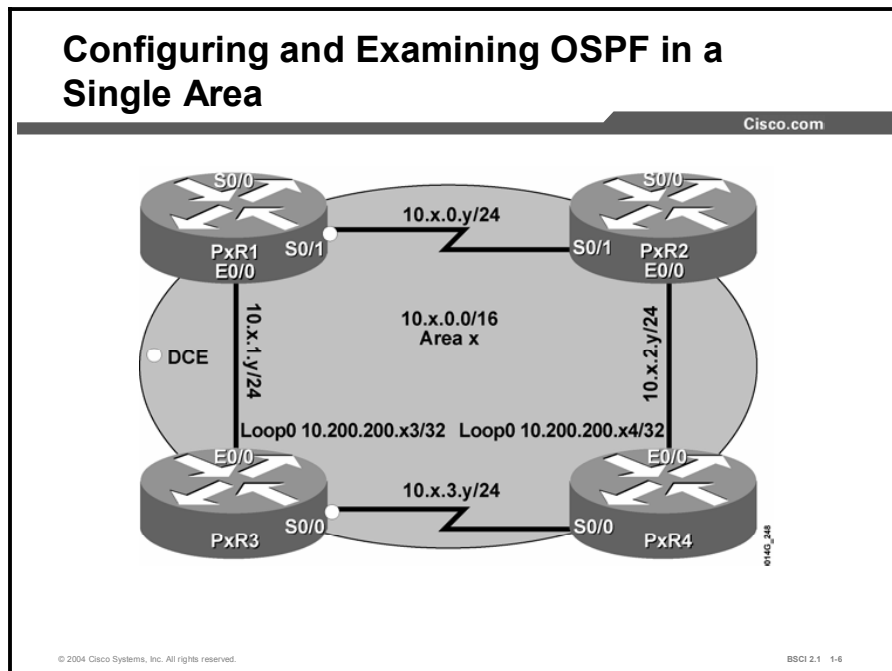 Configuring and Examining OSPF in a
Single Area
Cisco.com
S0/0
S0/0
10.x.0.y/24
PxR1
S0/1
S0/1
PxR2
E0/0
E0/0
10.x.0.0/16
Area x
10.x.1.y/24
10.x.2.y/24
DCE
Loop0 10.200.200.x3/32
Loop0 10.200.200.x4/32
E0/0
E0/0
10.x.3.y/24
PxR3
S0/0
S0/0
PxR4
I014G_248
© 2004 Cisco Systems, Inc. All rights reserved.
BSCI 2.1 1-6